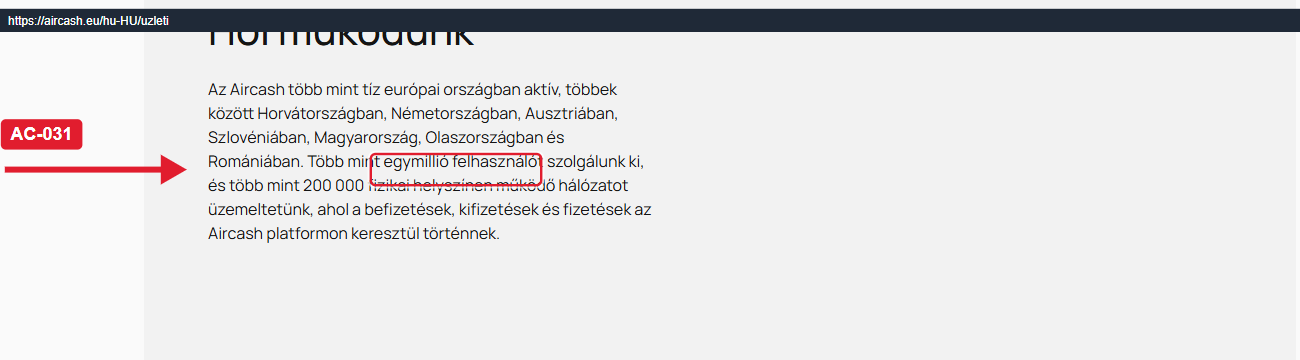 https://aircash.eu/hu-HU/uzleti
Hol működünk
Az Aircash több mint tíz európai országban aktív, többek
között Horvátországban, Németországban, Ausztriában,
Szlovéniában, Magyarország, Olaszországban és
AC-031
Romániában. Több mint egymillió felhasználót szolgálunk ki,
és több mint 200 000 fizikai helyszínen működő hálózatot
üzemeltetünk, ahol a befizetések, kifizetések és fizetések az
Aircash platformon keresztül történnek.